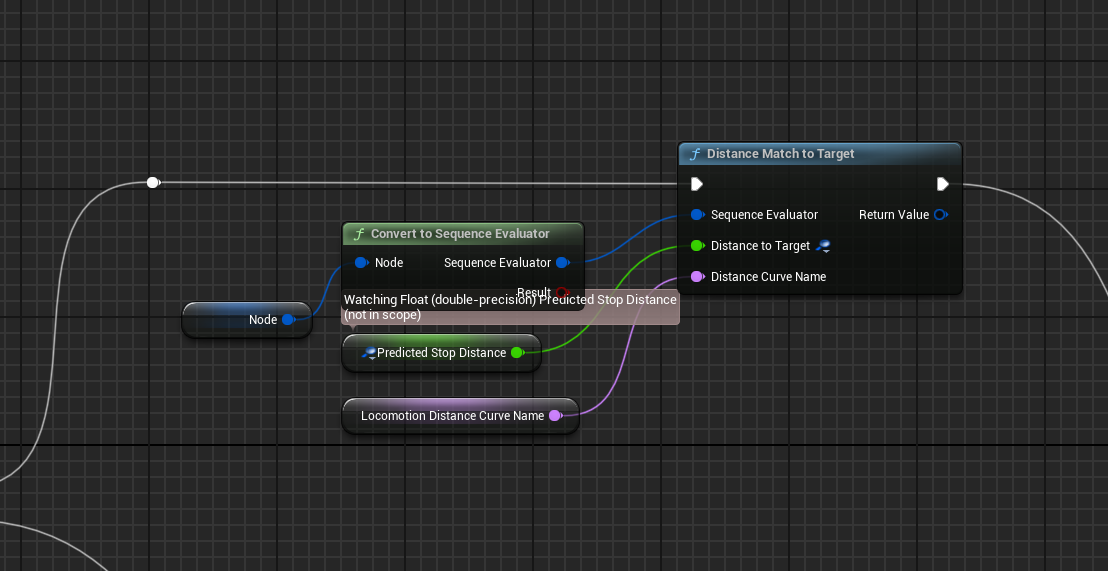 Distance Match to Target
Sequence Evaluator
Return Value
Distance to Target
Distance Curve Name
Convert to Sequence Evaluator
Node
Sequence Evaluator
Result
Watching Float (double-precision) Predicted Stop Distance
(not in scope)
Node
Predicted Stop Distance
Locomotion Distance Curve Name